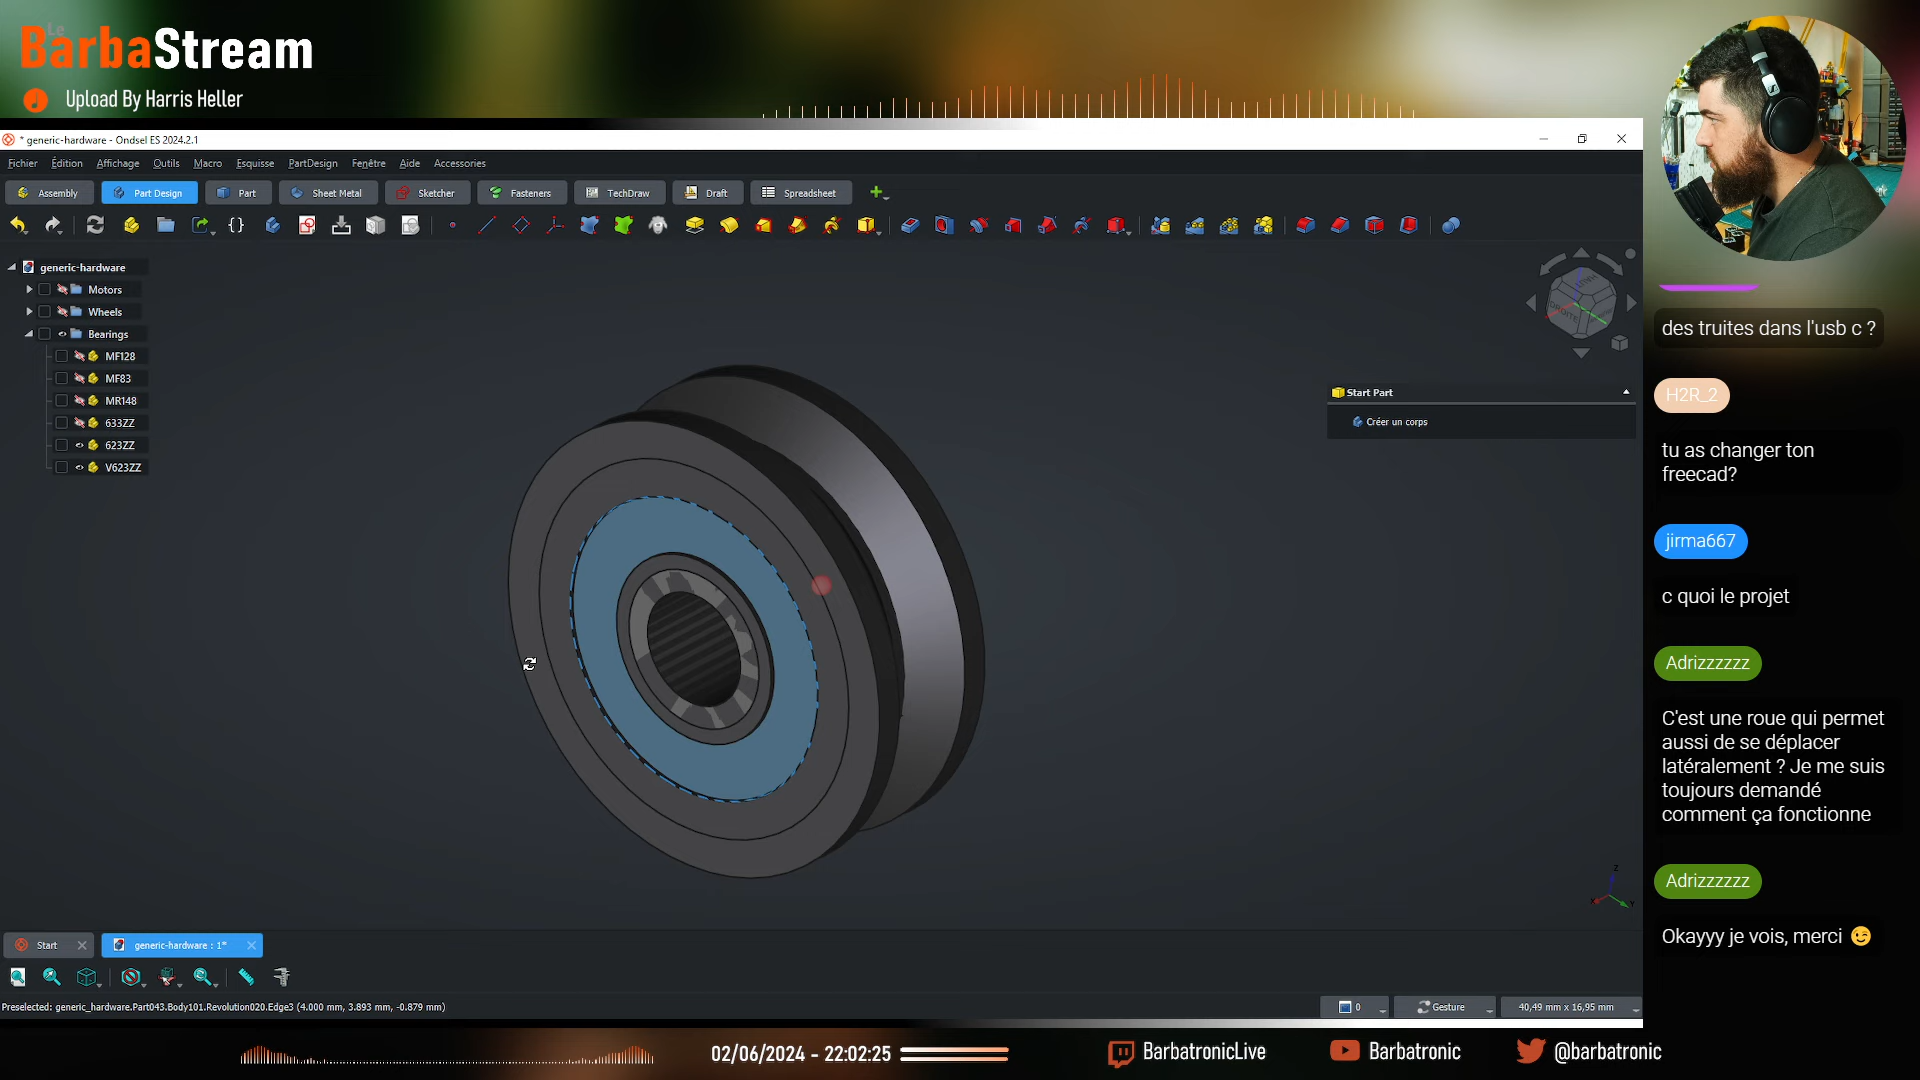 Le
BarbaStream
Upload By Harris Heller
* generic-hardware - Ondsel ES 2024.2.1
Fichier Édition Affichage Outils Macro Esquisse PartDesign Fenêtre Aide Accessories
Assembly Part Design Part Sheet Metal Sketcher Fasteners TechDraw Draft Spreadsheet
generic-hardware
Motors
Wheels
Bearings
MF128
MF83
MR148
633ZZ
623ZZ
V623ZZ
DROITE
Start Part
Créer un corps
Z
X
Y
Start generic-hardware : 1*
Preselected: generic_hardware.Part043.Body101.Revolution020.Edge3 (4.000 mm, 3.893 mm, -0.879 mm)
0 Gesture 40,49 mm x 16,95 mm
des truites dans l'usb c ?
H2R_2
tu as changer ton
freecad?
jirma667
c quoi le projet
Adrizzzzzz
C'est une roue qui permet
aussi de se déplacer
latéralement ? Je me suis
toujours demandé
comment ça fonctionne
Adrizzzzzz
Okayyy je vois, merci 😉
02/06/2024 - 22:02:25
BarbatronicLive
Barbatronic
@barbatronic